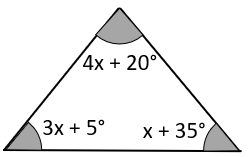 4x + 20°
3x + 5°
x + 35°